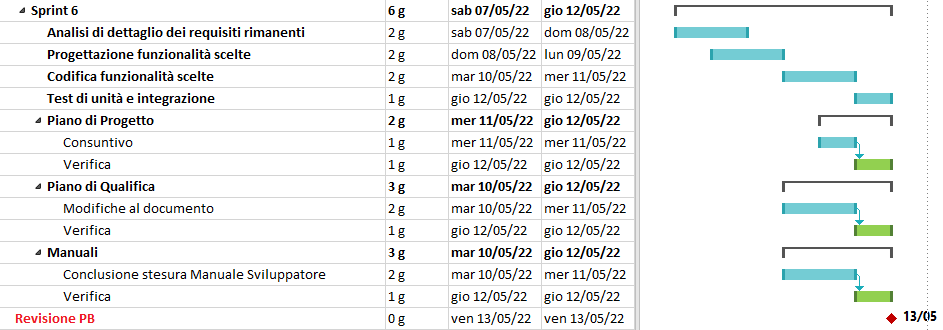 Sprint 6 6 g sab 07/05/22 gio 12/05/22
Analisi di dettaglio dei requisiti rimanenti 2 g sab 07/05/22 dom 08/05/22
Progettazione funzionalità scelte 2 g dom 08/05/22 lun 09/05/22
Codifica funzionalità scelte 2 g mar 10/05/22 mer 11/05/22
Test di unità e integrazione 1 g gio 12/05/22 gio 12/05/22
Piano di Progetto 2 g mer 11/05/22 gio 12/05/22
Consuntivo 1 g mer 11/05/22 mer 11/05/22
Verifica 1 g gio 12/05/22 gio 12/05/22
Piano di Qualifica 3 g mar 10/05/22 gio 12/05/22
Modifiche al documento 2 g mar 10/05/22 mer 11/05/22
Verifica 1 g gio 12/05/22 gio 12/05/22
Manuali 3 g mar 10/05/22 gio 12/05/22
Conclusione stesura Manuale Sviluppatore 2 g mar 10/05/22 mer 11/05/22
Verifica 1 g gio 12/05/22 gio 12/05/22
Revisione PB 0 g ven 13/05/22 ven 13/05/22 13/05